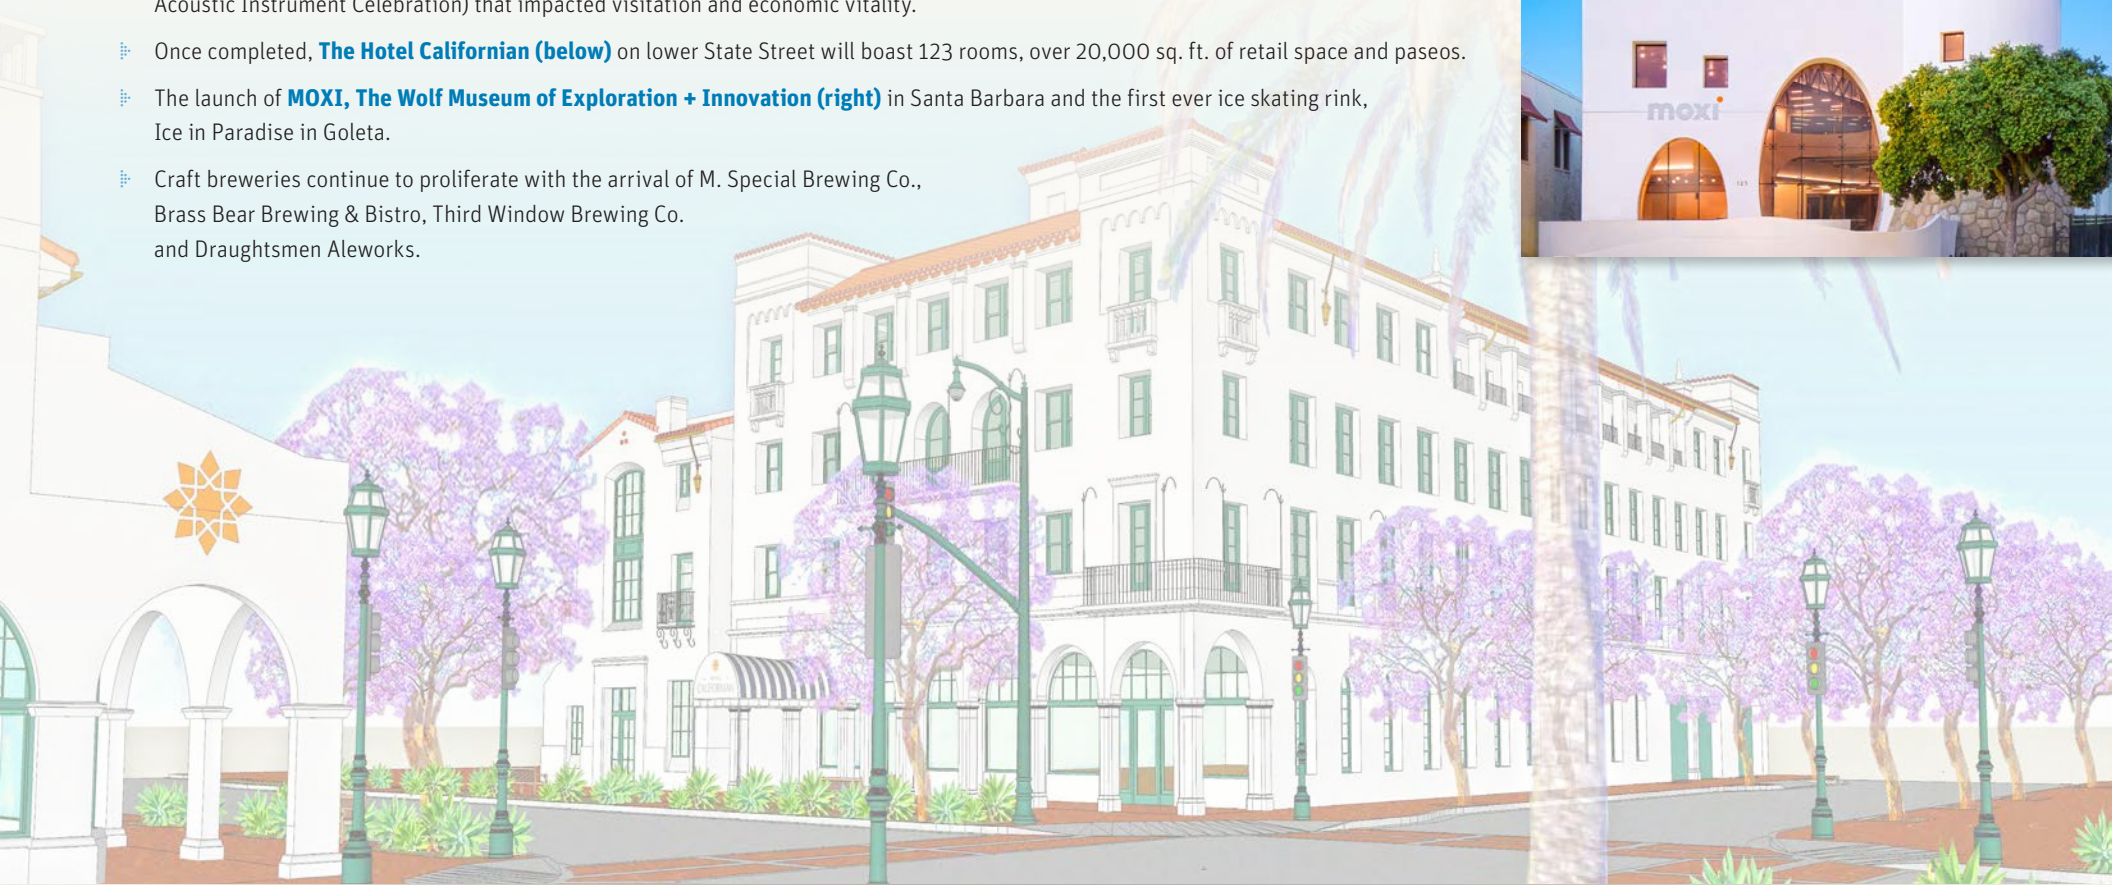 Acoustic Instrument Celebration) that impacted visitation and economic vitality.
Once completed, The Hotel Californian (below) on lower State Street will boast 123 rooms, over 20,000 sq. ft. of retail space and paseos.
The launch of MOXI, The Wolf Museum of Exploration + Innovation (right) in Santa Barbara and the first ever ice skating rink,
Ice in Paradise in Goleta.
Craft breweries continue to proliferate with the arrival of M. Special Brewing Co.,
Brass Bear Brewing & Bistro, Third Window Brewing Co.
and Draughtsmen Aleworks.
moxi
125
HOTEL
CALIFORNIAN